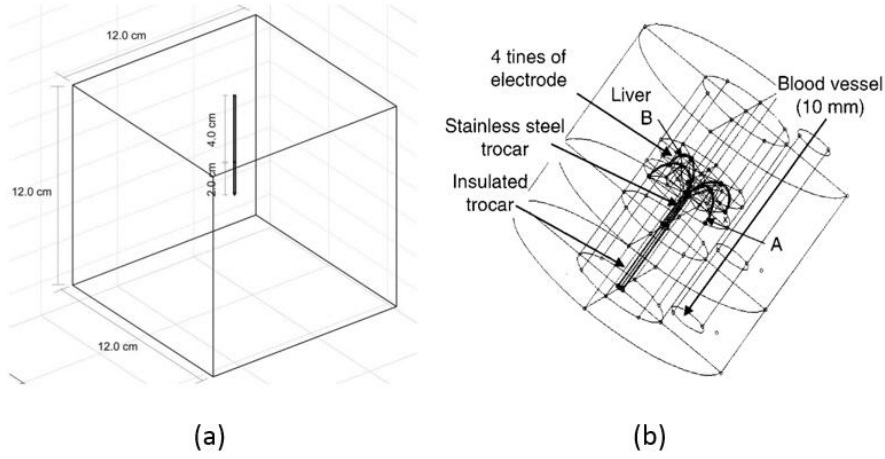 12.0 cm
4.0 cm
2.0 cm
12.0 cm
12.0 cm
(a)
4 tines of
electrode
Liver
B
Blood vessel
(10 mm)
Stainless steel
trocar
Insulated
trocar
A
(b)